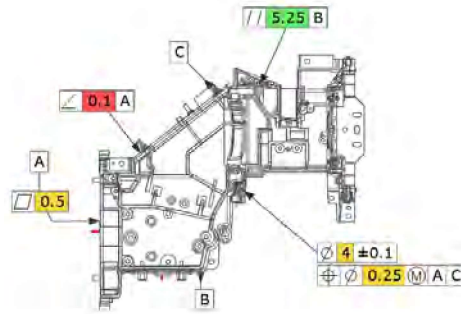 // 5.25 B
C
∠ 0.1 A
A
⏥ 0.5
B
∅ 4 ±0.1
⌖ ∅ 0.25 Ⓜ A C